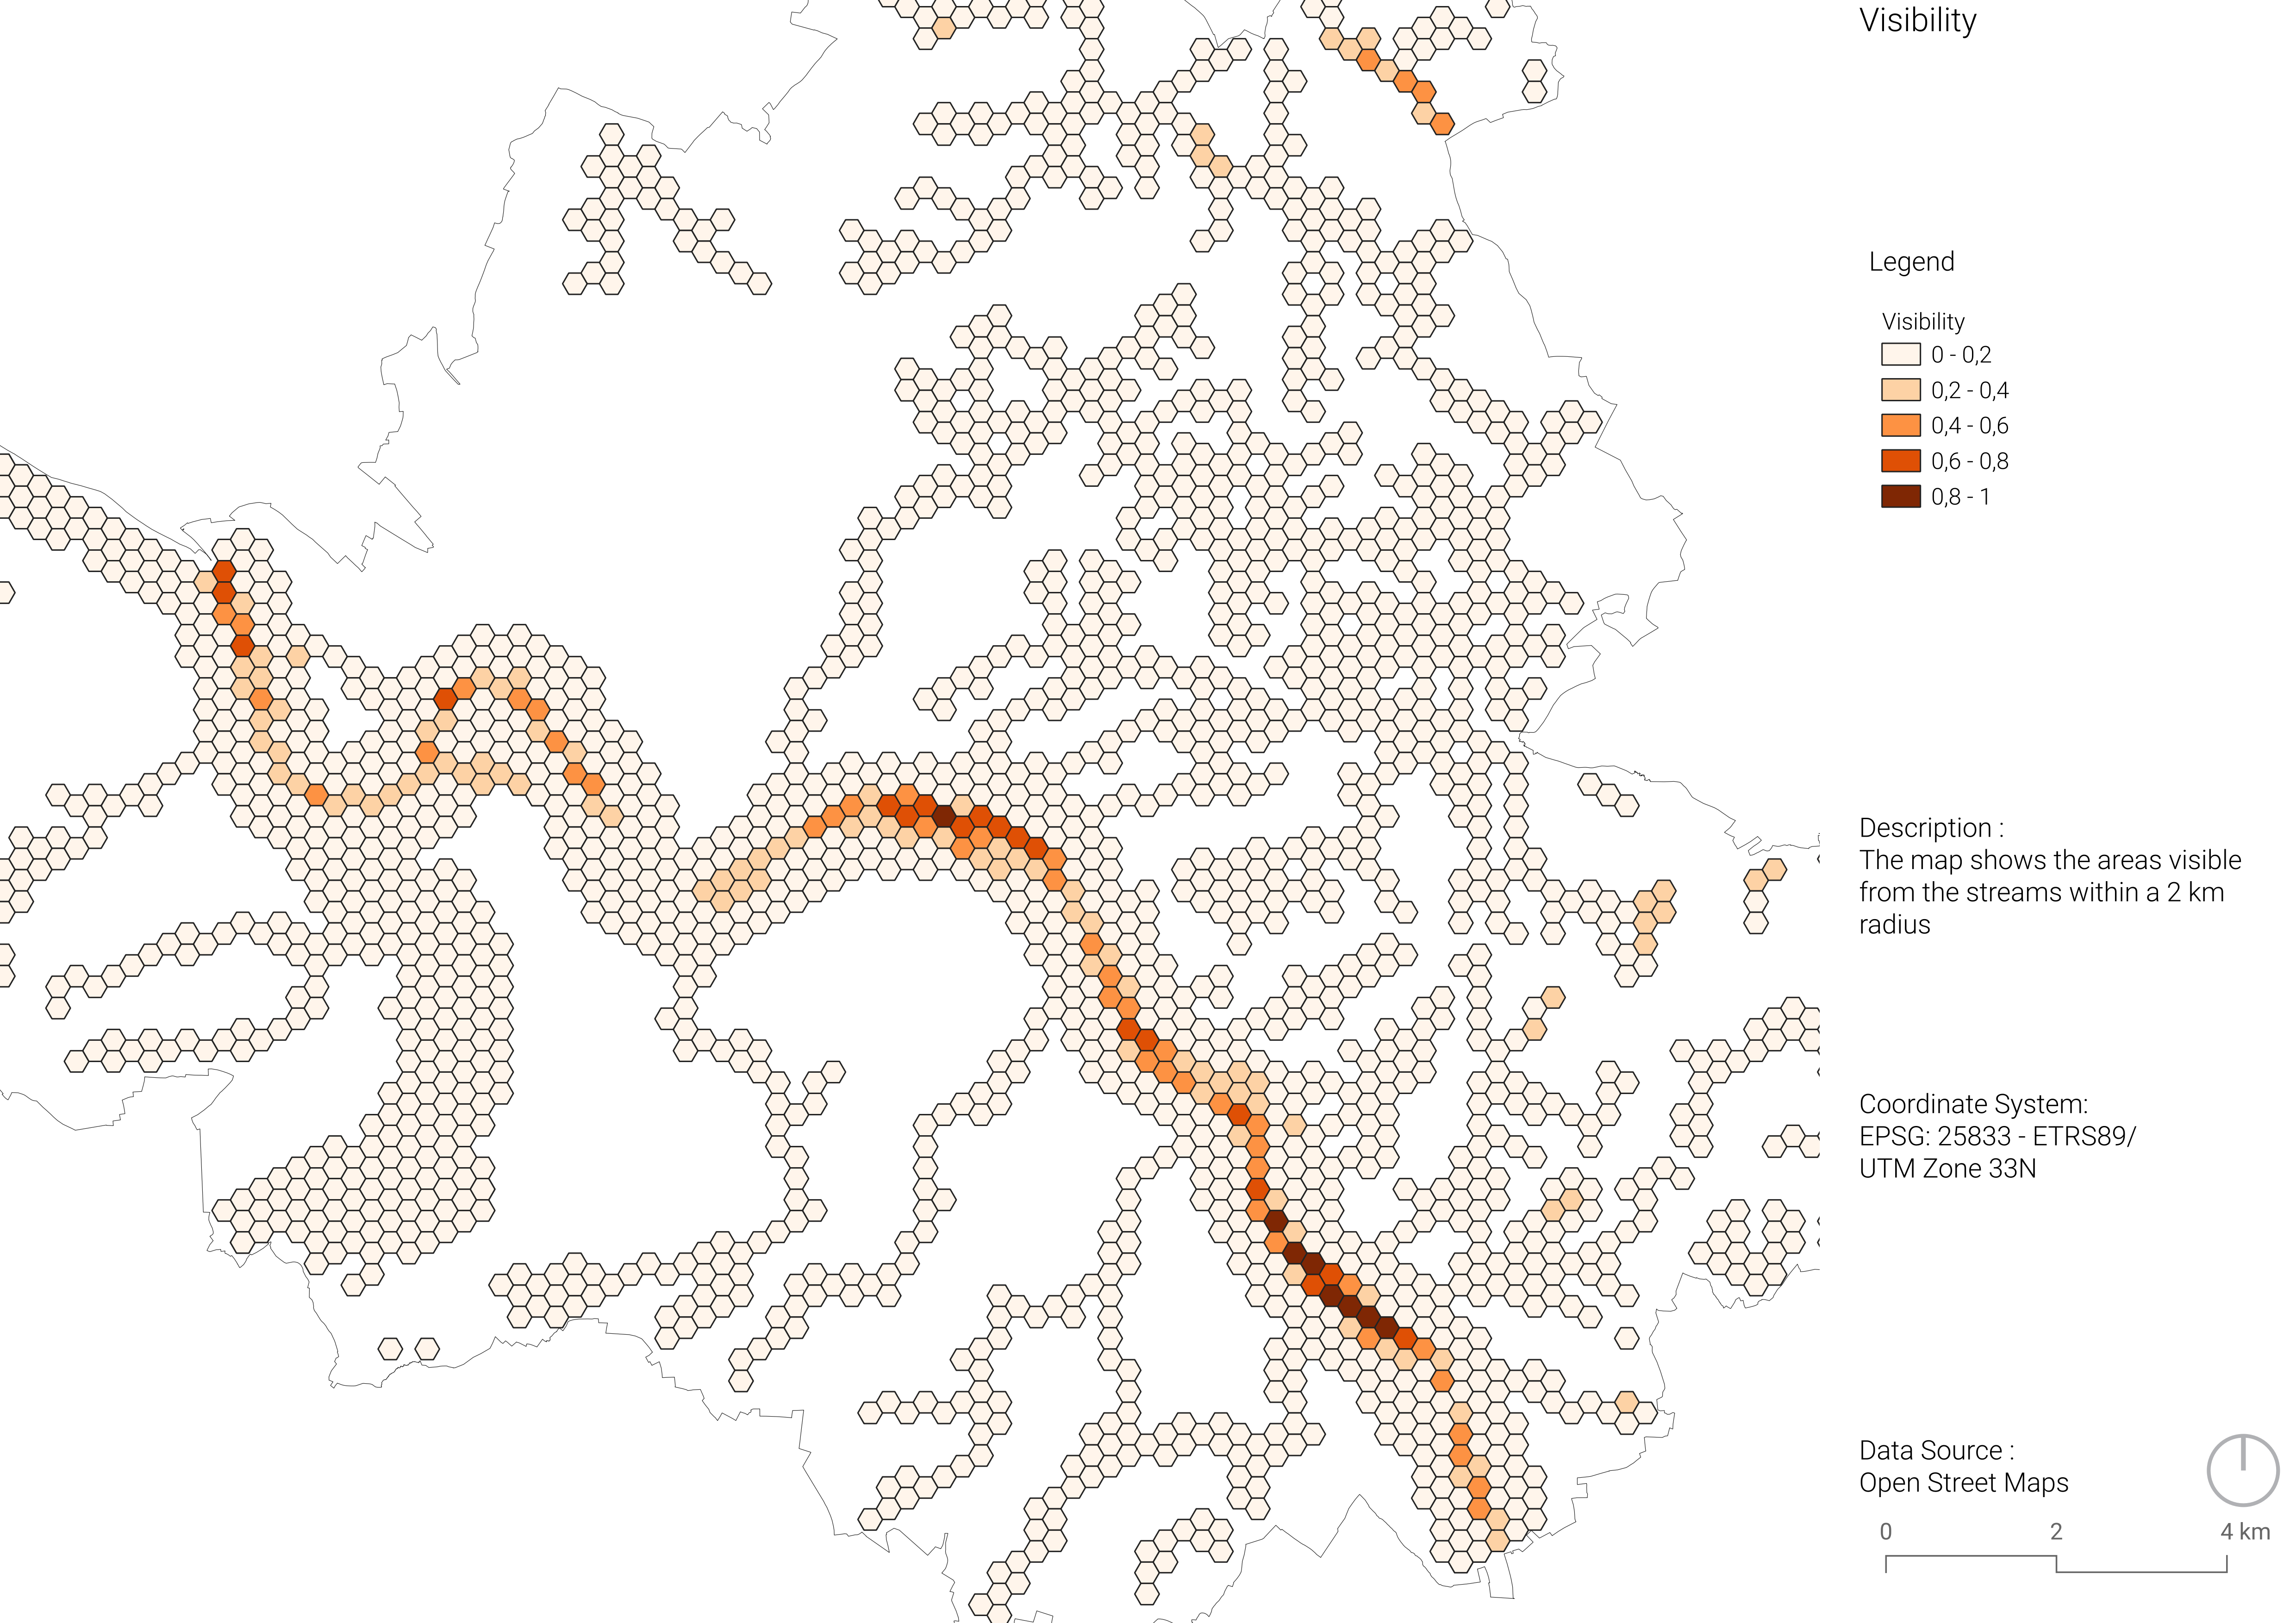 Visibility
Legend
Visibility
0 - 0,2
0,2 - 0,4
0,4 - 0,6
0,6 - 0,8
0,8 - 1
Description :
The map shows the areas visible
from the streams within a 2 km
radius
Coordinate System:
EPSG: 25833 - ETRS89/
UTM Zone 33N
Data Source :
Open Street Maps
0 2 4 km